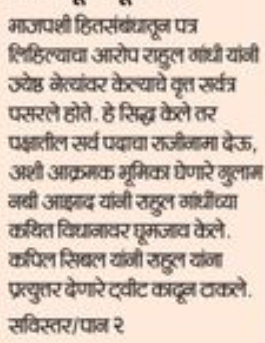 भाजपशी हितसंबंधातून पत्र
लिहिल्याचा आरोप राहुल गांधी यांनी
ज्येष्ठ नेत्यांवर केल्याचे वृत्त सर्वत्र
पसरले होते. हे सिद्ध केले तर
पक्षातील सर्व पदाचा राजीनामा देऊ,
अशी आक्रमक भूमिका घेणारे गुलाम
नबी आझाद यांनी राहुल गांधींच्या
कथित विधानावर घूमजाव केले.
कपिल सिबल यांनी राहुल यांना
प्रत्युत्तर देणारे ट्वीट काढून टाकले.
सविस्तर/पान २